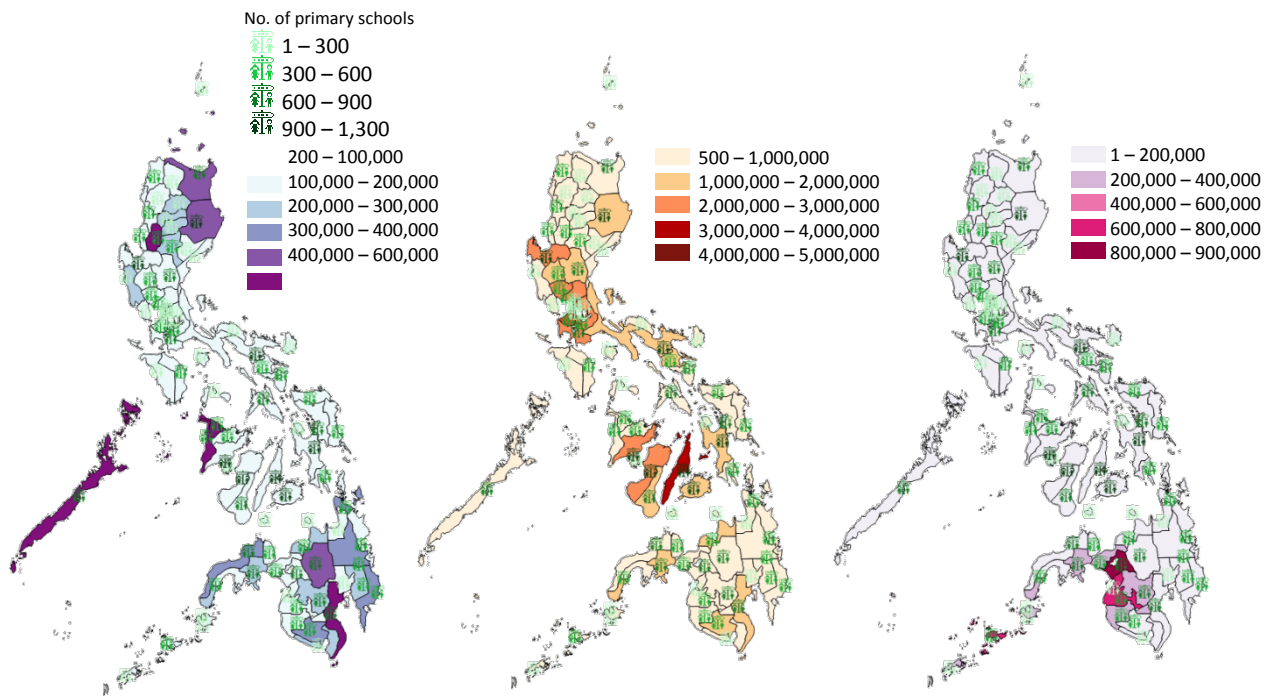 No. of primary schools
1 – 300
300 – 600
600 – 900
900 – 1,300
200 – 100,000
100,000 – 200,000
200,000 – 300,000
300,000 – 400,000
400,000 – 600,000
500 – 1,000,000
1,000,000 – 2,000,000
2,000,000 – 3,000,000
3,000,000 – 4,000,000
4,000,000 – 5,000,000
1 – 200,000
200,000 – 400,000
400,000 – 600,000
600,000 – 800,000
800,000 – 900,000